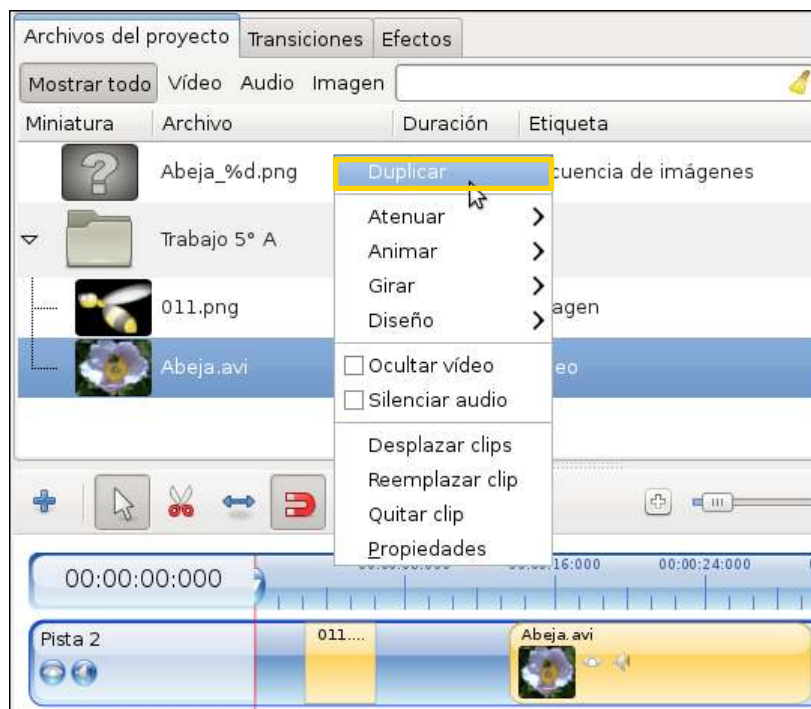 Archivos del proyecto Transiciones Efectos
Mostrar todo Vídeo Audio Imagen
Miniatura Archivo Duración Etiqueta
Abeja_%d.png Duplicar cuencia de imágenes
Atenuar
Trabajo 5° A
Animar
Girar
011.png agen
Diseño
Abeja.avi Ocultar vídeo eo
Silenciar audio
Desplazar clips
Reemplazar clip
Quitar clip
Propiedades
00:00:00:000 16:000 00:00:24:000
Pista 2 011.... Abeja.avi